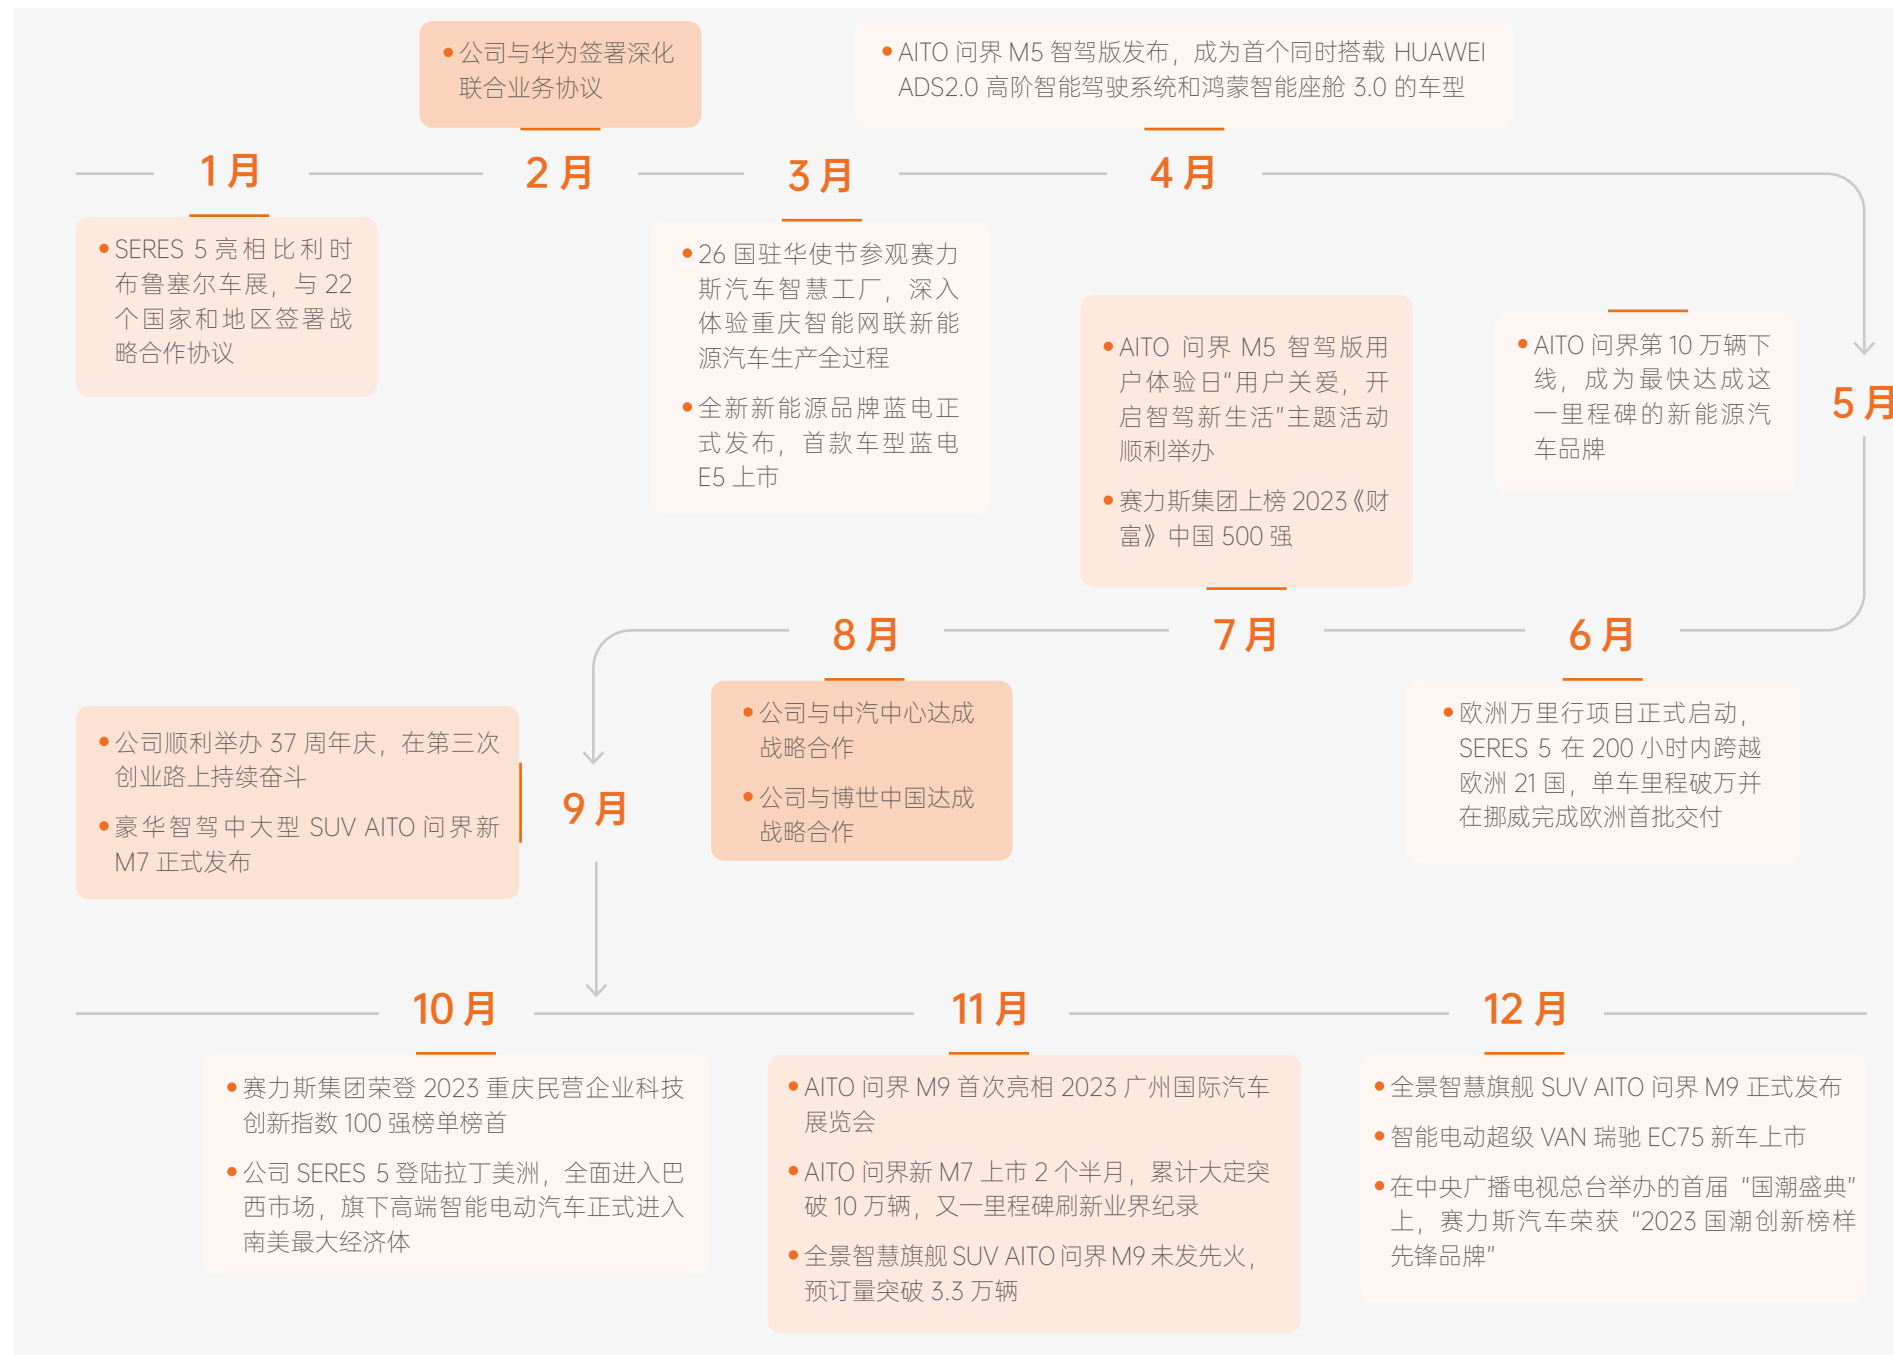 1月
SERES 5 亮相比利时
布鲁塞尔车展，与 22
个国家和地区签署战
略合作协议
公司与华为签署深化
联合业务协议
2月
3月
26 国驻华使节参观赛力
斯汽车智慧工厂，深入
体验重庆智能网联新能
源汽车生产全过程
全新新能源品牌蓝电正
式发布，首款车型蓝电
E5 上市
AITO 问界 M5 智驾版发布，成为首个同时搭载 HUAWEI
ADS2.0 高阶智能驾驶系统和鸿蒙智能座舱 3.0 的车型
4月
AITO 问界第 10 万辆下
线，成为最快达成这
一里程碑的新能源汽
车品牌
5月
6月
欧洲万里行项目正式启动，
SERES 5 在 200 小时内跨越
欧洲 21 国，单车里程破万并
在挪威完成欧洲首批交付
AITO 问界 M5 智驾版用
户体验日“用户关爱，开
启智驾新生活”主题活动
顺利举办
赛力斯集团上榜 2023《财
富》中国 500 强
7月
8月
公司与中汽中心达成
战略合作
公司与博世中国达成
战略合作
公司顺利举办 37 周年庆，在第三次
创业路上持续奋斗
豪华智驾中大型 SUV AITO 问界新
M7 正式发布
9月
10月
赛力斯集团荣登 2023 重庆民营企业科技
创新指数 100 强榜单榜首
公司 SERES 5 登陆拉丁美洲，全面进入巴
西市场，旗下高端智能电动汽车正式进入
南美最大经济体
11月
AITO 问界 M9 首次亮相 2023 广州国际汽车
展览会
AITO 问界新 M7 上市 2 个半月，累计大定突
破 10 万辆，又一里程碑刷新业界纪录
全景智慧旗舰 SUV AITO 问界 M9 未发先火，
预订量突破 3.3 万辆
12月
全景智慧旗舰 SUV AITO 问界 M9 正式发布
智能电动超级 VAN 瑞驰 EC75 新车上市
在中央广播电视总台举办的首届 “国潮盛典”
上，赛力斯汽车荣获 “2023 国潮创新榜样
先锋品牌”